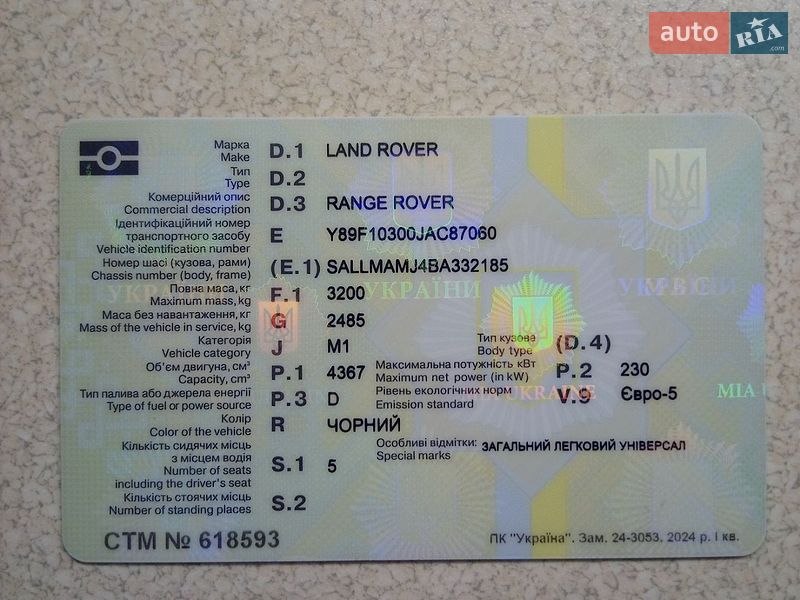 auto RIA .com
Марка
Make D.1 LAND ROVER
Тип
Type D.2
Комерційний опис
Commercial description D.3 RANGE ROVER
Ідентифікаційний номер
транспортного засобу
Vehicle identification number E Y89F10300JAC87060
Номер шасі (кузова, рами)
Chassis number (body, frame) (E.1) SALLMAMJ4BA332185
Повна маса, кг
Maximum mass, kg F.1 3200
Маса без навантаження, кг
Mass of the vehicle in service, kg G 2485
Категорія
Vehicle category J M1
Тип кузова
Body type (D.4)
Об'єм двигуна, см³
Capacity, cm³ P.1 4367
Максимальна потужність кВт
Maximum net power (in kW) P.2 230
Тип палива або джерела енергії
Type of fuel or power source P.3 D
Рівень екологічних норм
Emission standard V.9 Євро-5
Колір
Color of the vehicle R ЧОРНИЙ
Кількість сидячих місць
з місцем водія
Number of seats
including the driver's seat S.1 5
Особливі відмітки:
Special marks ЗАГАЛЬНИЙ ЛЕГКОВИЙ УНІВЕРСАЛ
Кількість стоячих місць
Number of standing places S.2
СТМ № 618593
ПК "Україна". Зам. 24-3053. 2024 р. І кв.
УКРАЇНИ
UKRAINE
MIA